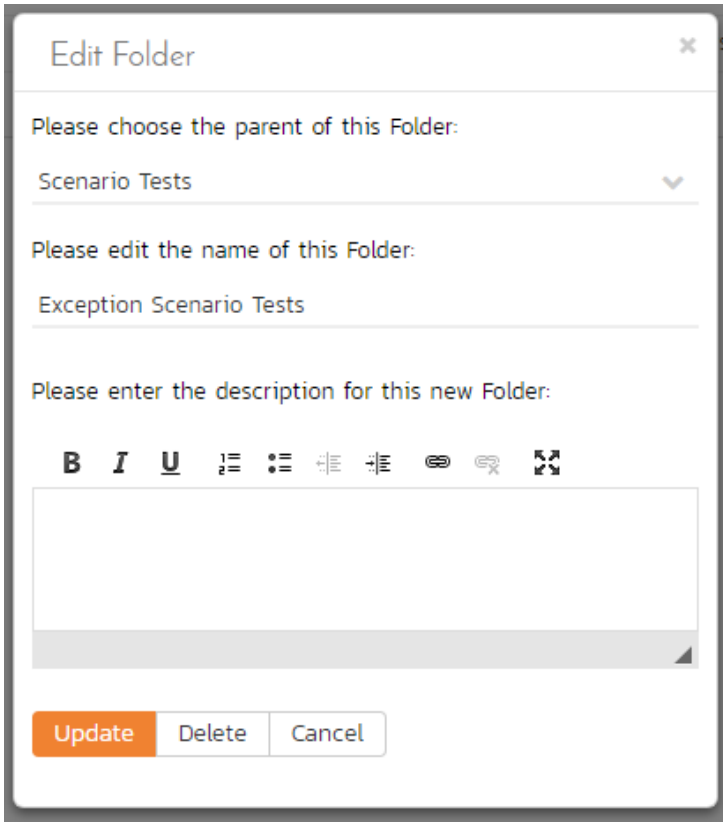 Edit Folder
Please choose the parent of this Folder:
Scenario Tests
Please edit the name of this Folder:
Exception Scenario Tests
Please enter the description for this new Folder:
B I U
Update Delete Cancel